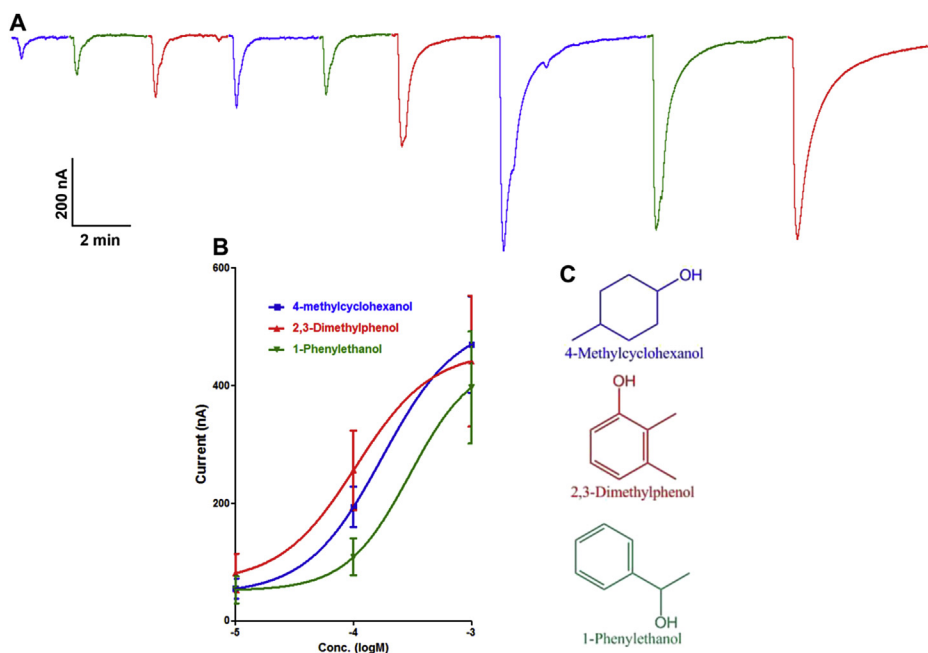 A
200 nA
2 min
B
600
400
200
0
Current (nA)
4-methylcyclohexanol
2,3-Dimethylphenol
1-Phenylethanol
-5
-4
-3
Conc. (logM)
C
OH
4-Methylcyclohexanol
OH
2,3-Dimethylphenol
OH
1-Phenylethanol